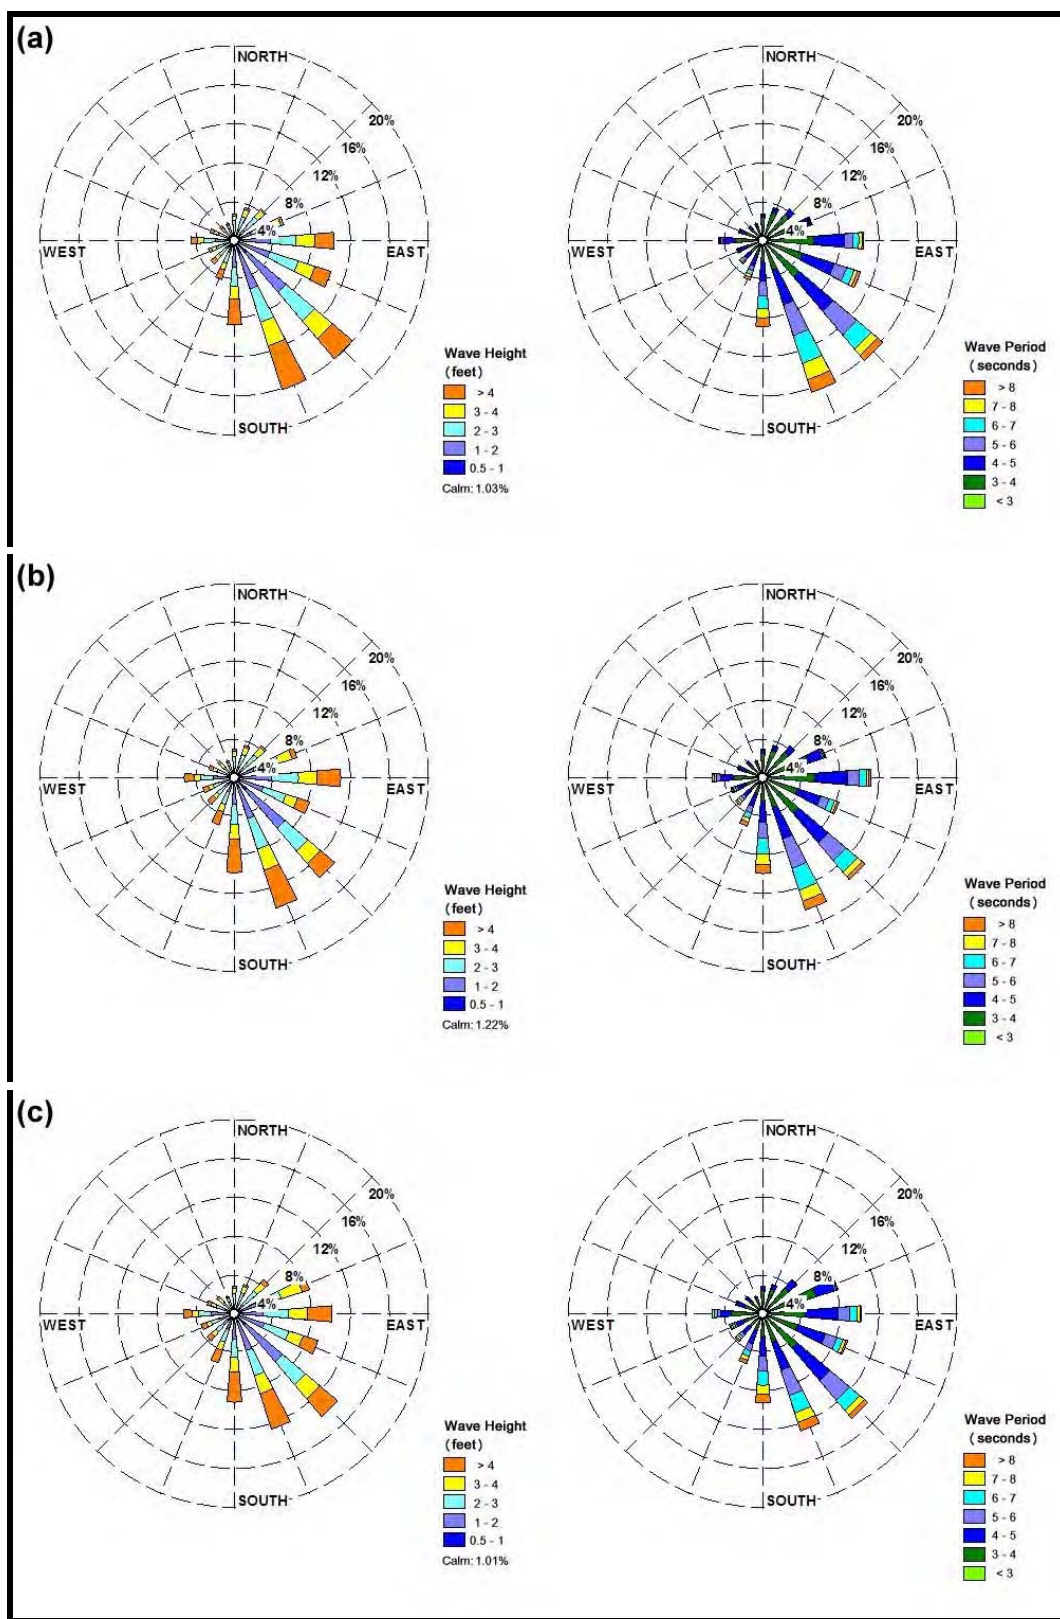 (a)
NORTH
20%
16%
12%
8%
4%
WEST
EAST
SOUTH
Wave Height
(feet)
> 4
3 - 4
2 - 3
1 - 2
0.5 - 1
Calm: 1.03%
NORTH
20%
16%
12%
8%
4%
WEST
EAST
SOUTH
Wave Period
(seconds)
> 8
7 - 8
6 - 7
5 - 6
4 - 5
3 - 4
< 3
(b)
NORTH
20%
16%
12%
8%
4%
WEST
EAST
SOUTH
Wave Height
(feet)
> 4
3 - 4
2 - 3
1 - 2
0.5 - 1
Calm: 1.22%
NORTH
20%
16%
12%
8%
4%
WEST
EAST
SOUTH
Wave Period
(seconds)
> 8
7 - 8
6 - 7
5 - 6
4 - 5
3 - 4
< 3
(c)
NORTH
20%
16%
12%
8%
4%
WEST
EAST
SOUTH
Wave Height
(feet)
> 4
3 - 4
2 - 3
1 - 2
0.5 - 1
Calm: 1.01%
NORTH
20%
16%
12%
8%
4%
WEST
EAST
SOUTH
Wave Period
(seconds)
> 8
7 - 8
6 - 7
5 - 6
4 - 5
3 - 4
< 3